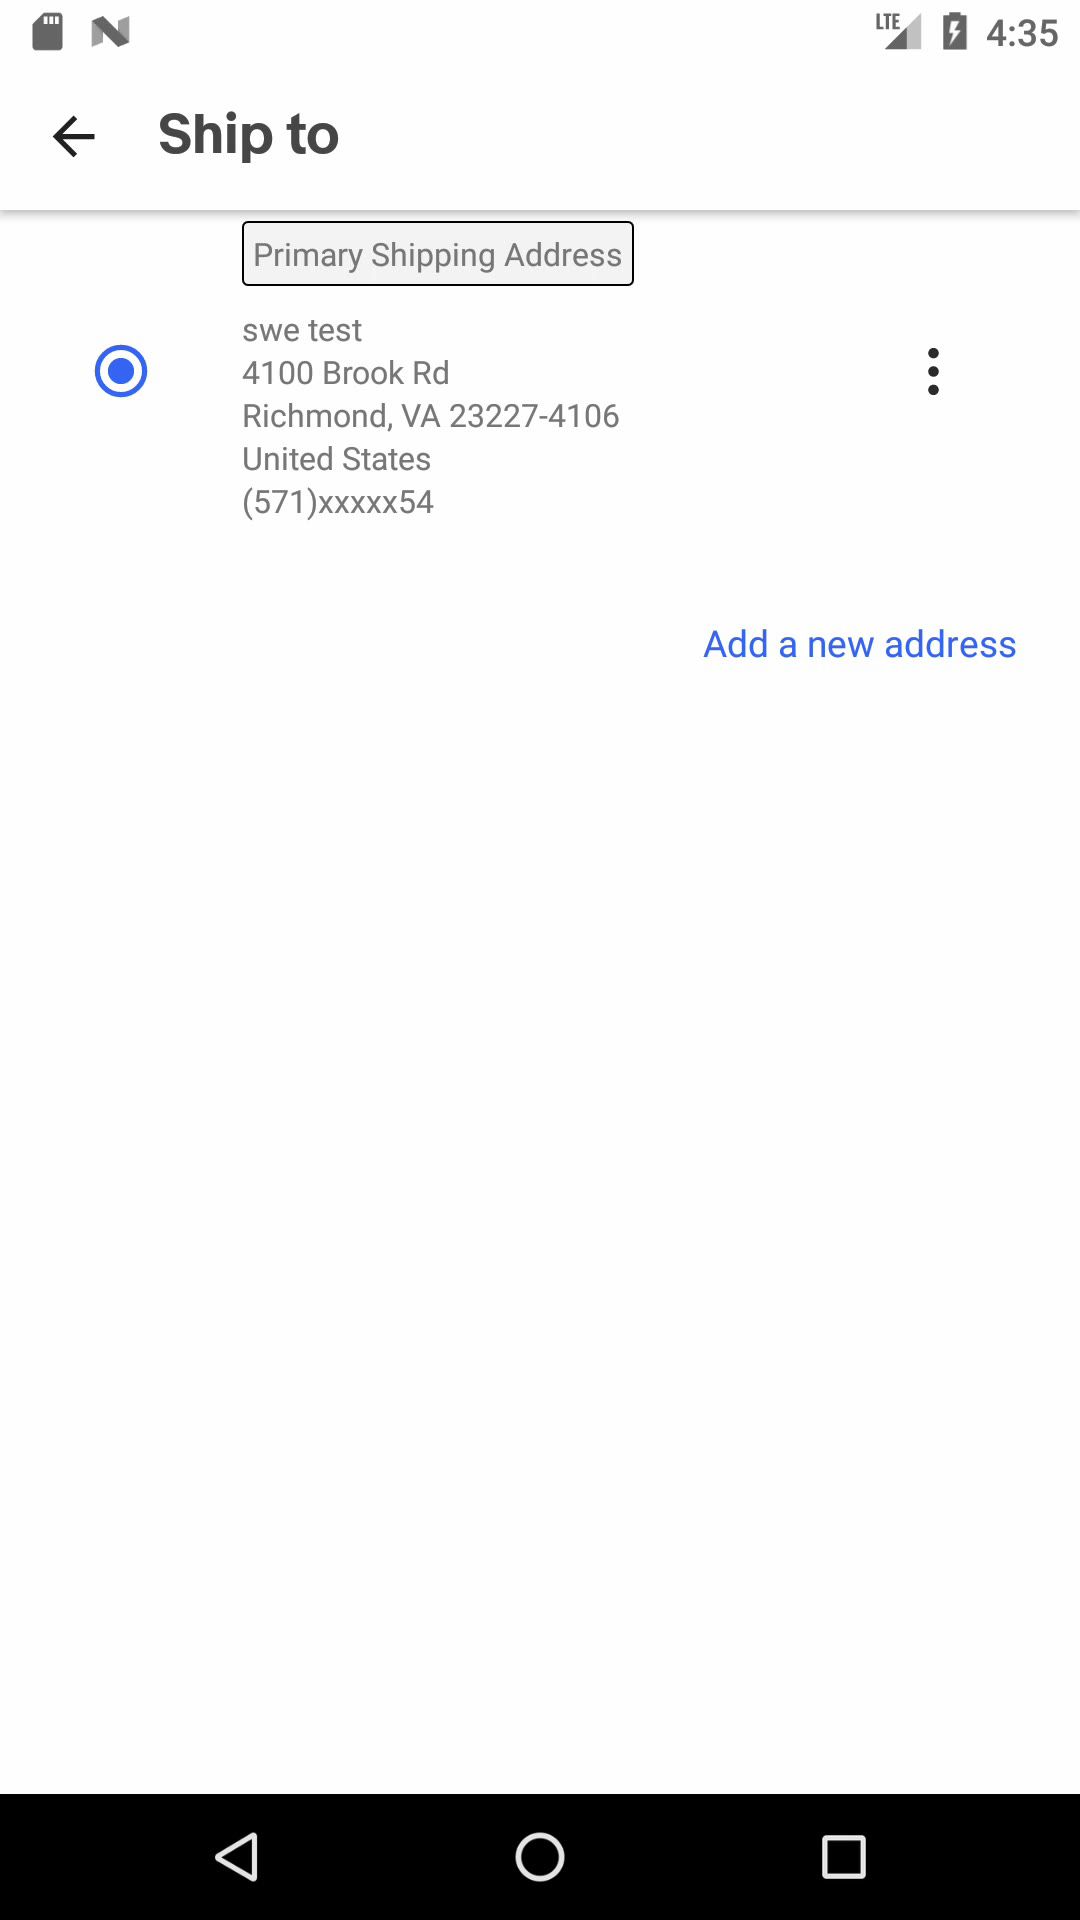 LTE 4:35
Ship to
Primary Shipping Address
swe test
4100 Brook Rd
Richmond, VA 23227-4106
United States
(571)xxxxx54
Add a new address